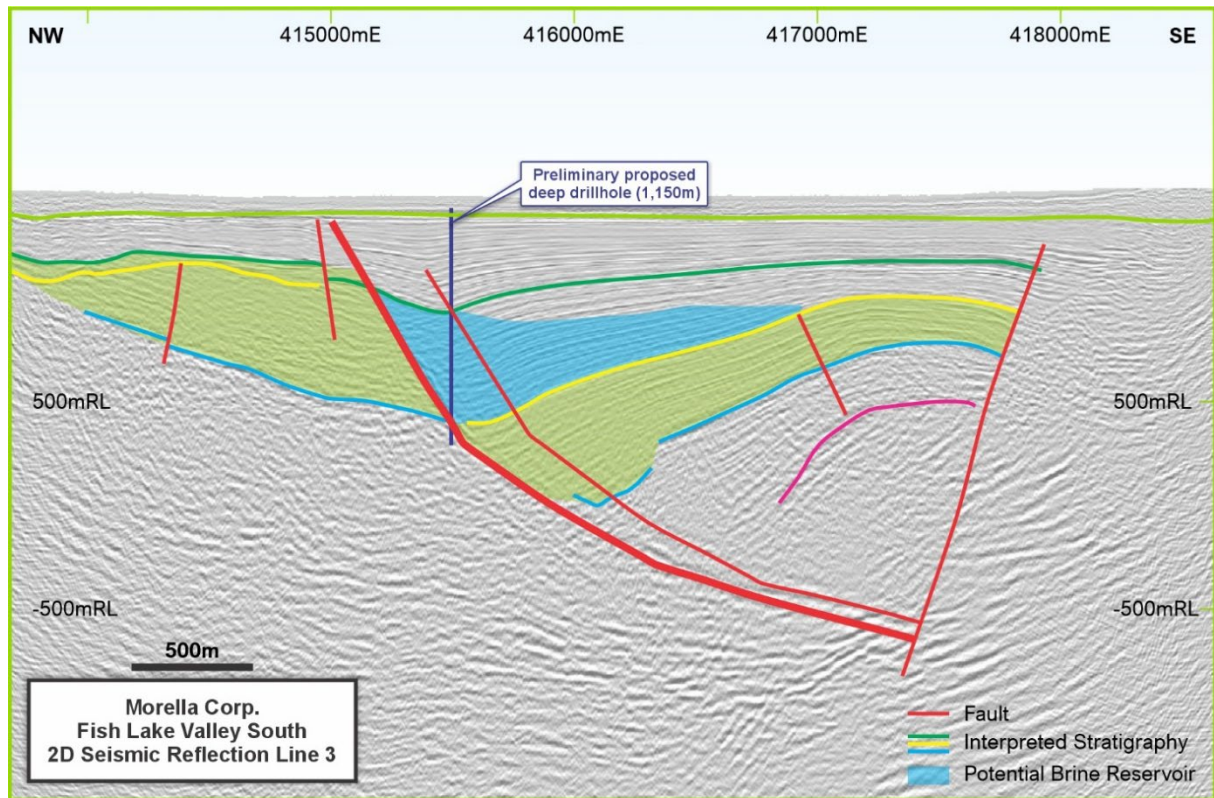 NW
415000mE
416000mE
417000mE
418000mE
SE
Preliminary proposed
deep drillhole (1,150m)
500mRL
500mRL
-500mRL
-500mRL
500m
Morella Corp.
Fish Lake Valley South
2D Seismic Reflection Line 3
Fault
Interpreted Stratigraphy
Potential Brine Reservoir